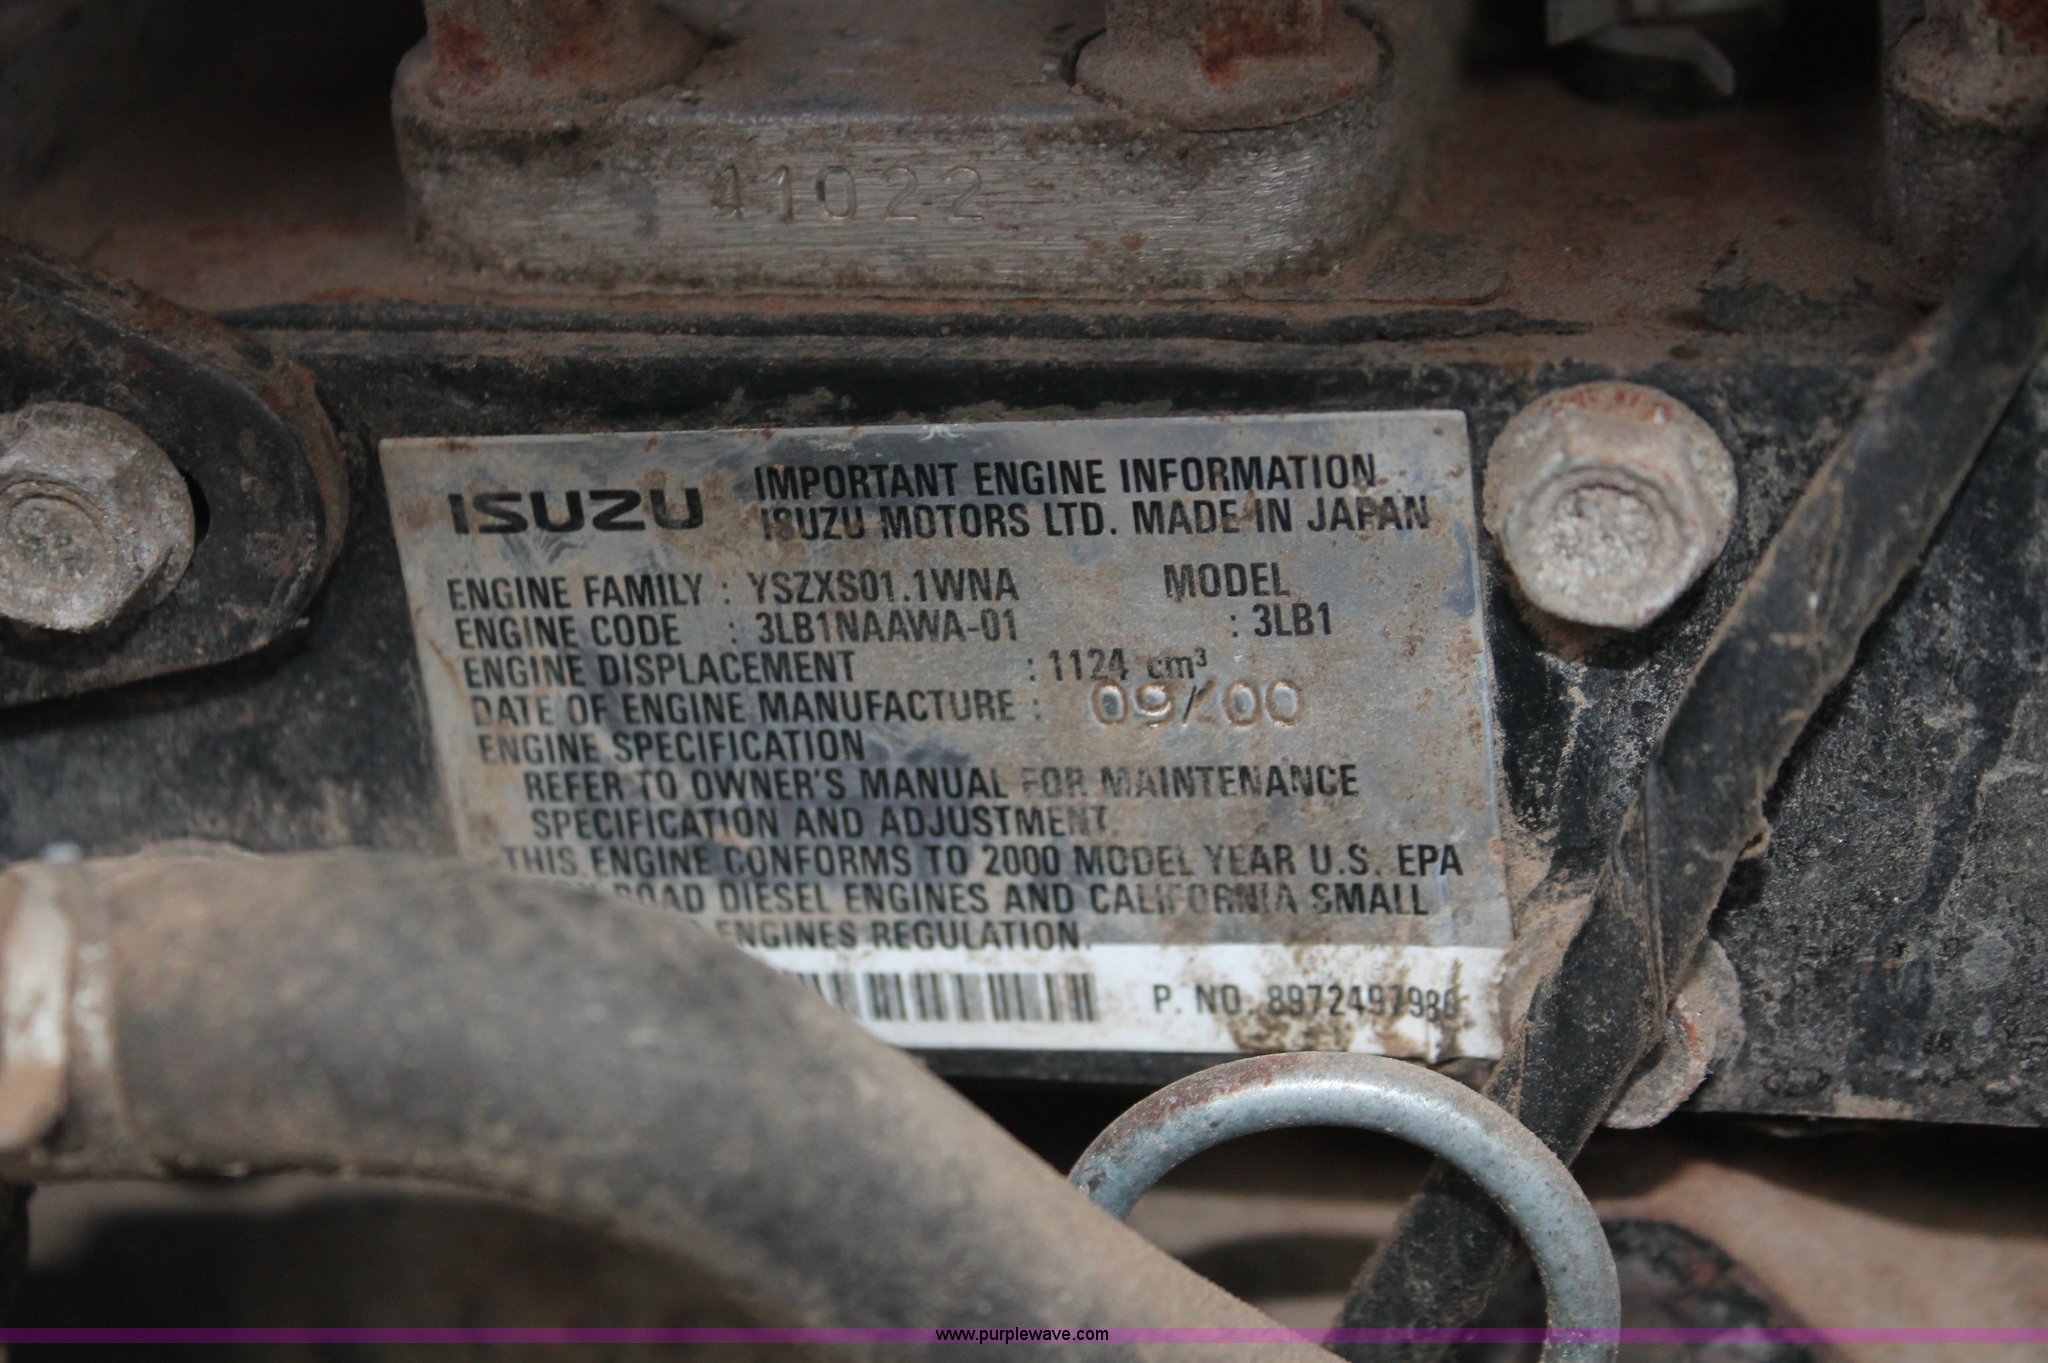 41022
ISUZU IMPORTANT ENGINE INFORMATION
ISUZU MOTORS LTD. MADE IN JAPAN
ENGINE FAMILY : YSZXS01.1WNA MODEL
ENGINE CODE : 3LB1NAAWA-01 : 3LB1
ENGINE DISPLACEMENT : 1124 cm³
DATE OF ENGINE MANUFACTURE : 09/00
ENGINE SPECIFICATION
REFER TO OWNER'S MANUAL FOR MAINTENANCE
SPECIFICATION AND ADJUSTMENT.
THIS ENGINE CONFORMS TO 2000 MODEL YEAR U.S. EPA
ROAD DIESEL ENGINES AND CALIFORNIA SMALL
ENGINES REGULATION.
P. NO. 8972497980
www.purplewave.com